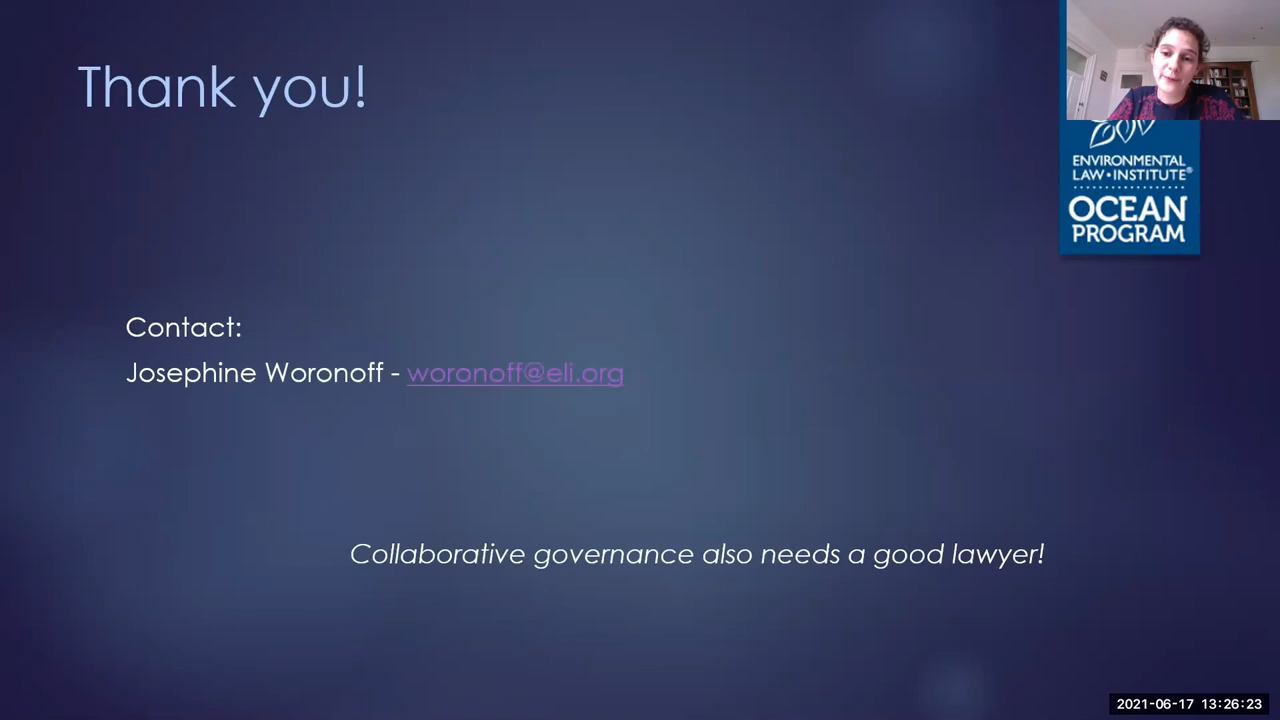 Thank you!
ENVIRONMENTAL
LAW•INSTITUTE®
OCEAN
PROGRAM
Contact:
Josephine Woronoff - woronoff@eli.org
Collaborative governance also needs a good lawyer!
2021-06-17 13:26:23